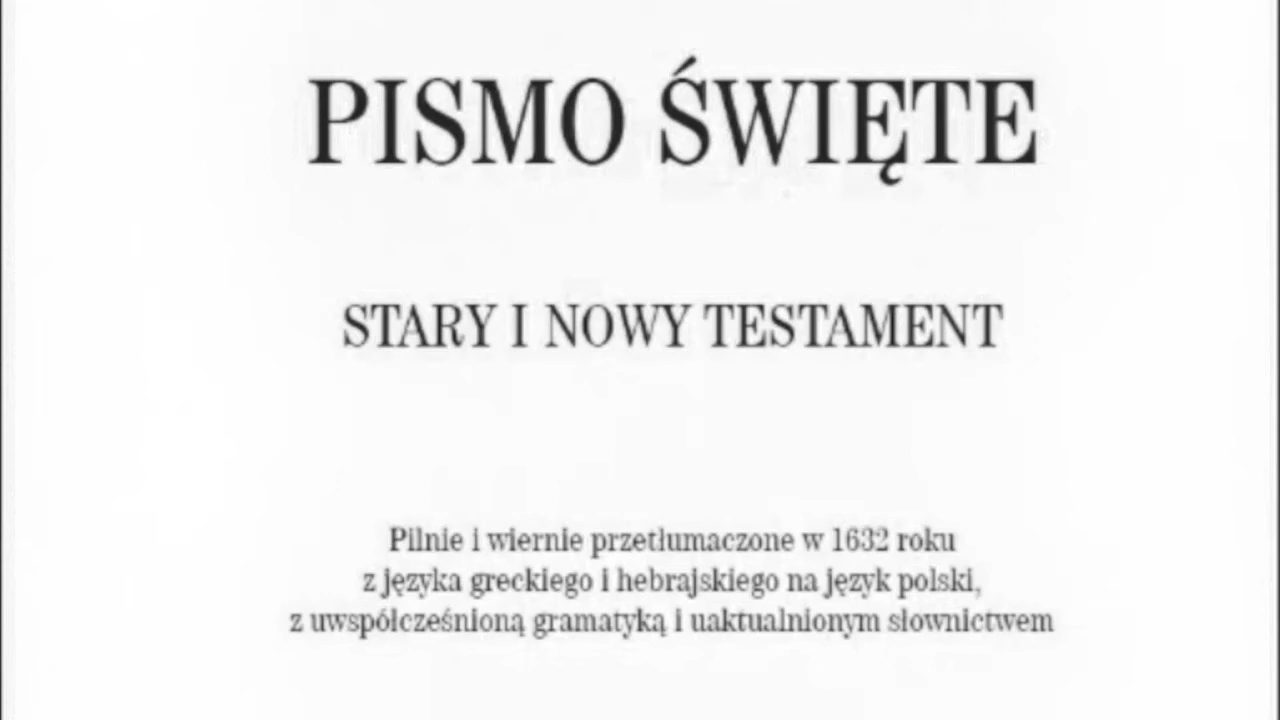 PISMO ŚWIĘTE
STARY I NOWY TESTAMENT
Pilnie i wiernie przetłumaczone w 1632 roku
z języka greckiego i hebrajskiego na język polski,
z uwspółcześnioną gramatyką i uaktualnionym słownictwem